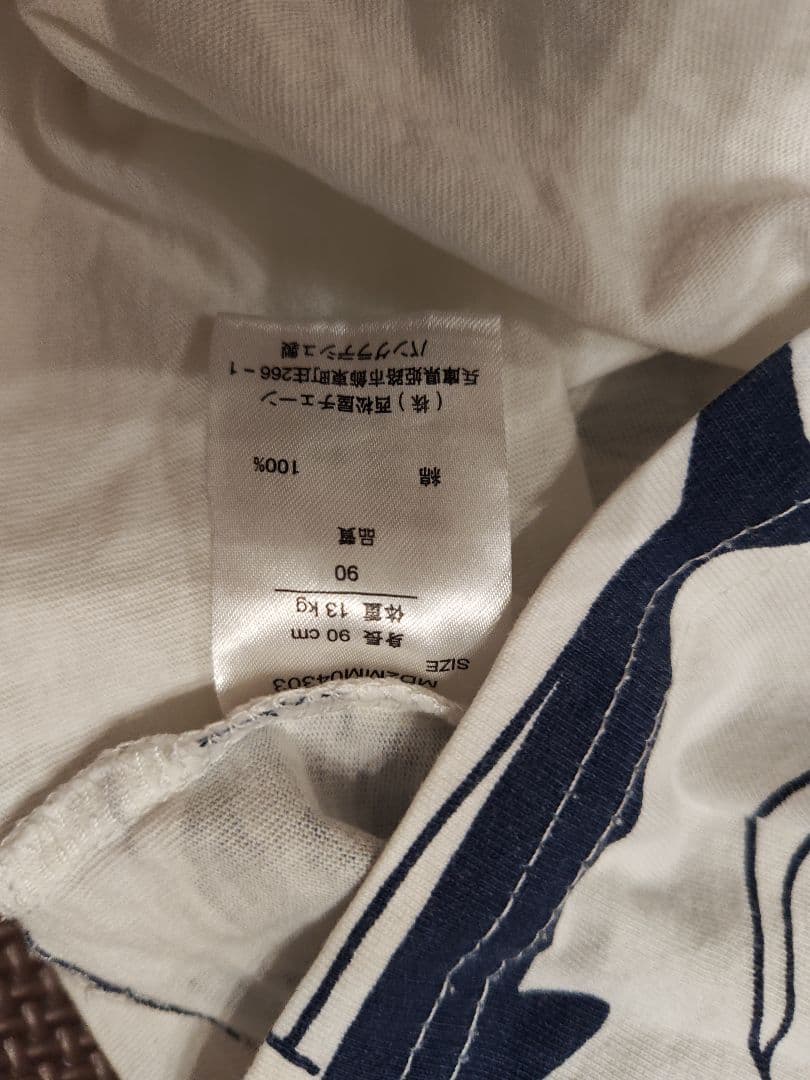 MB2MM04303
SIZE
身長 90 cm
体重 13 kg
90
品質
綿 100%
(株)西松屋チェーン
兵庫県姫路市飾東町庄266-1
バングラデシュ製